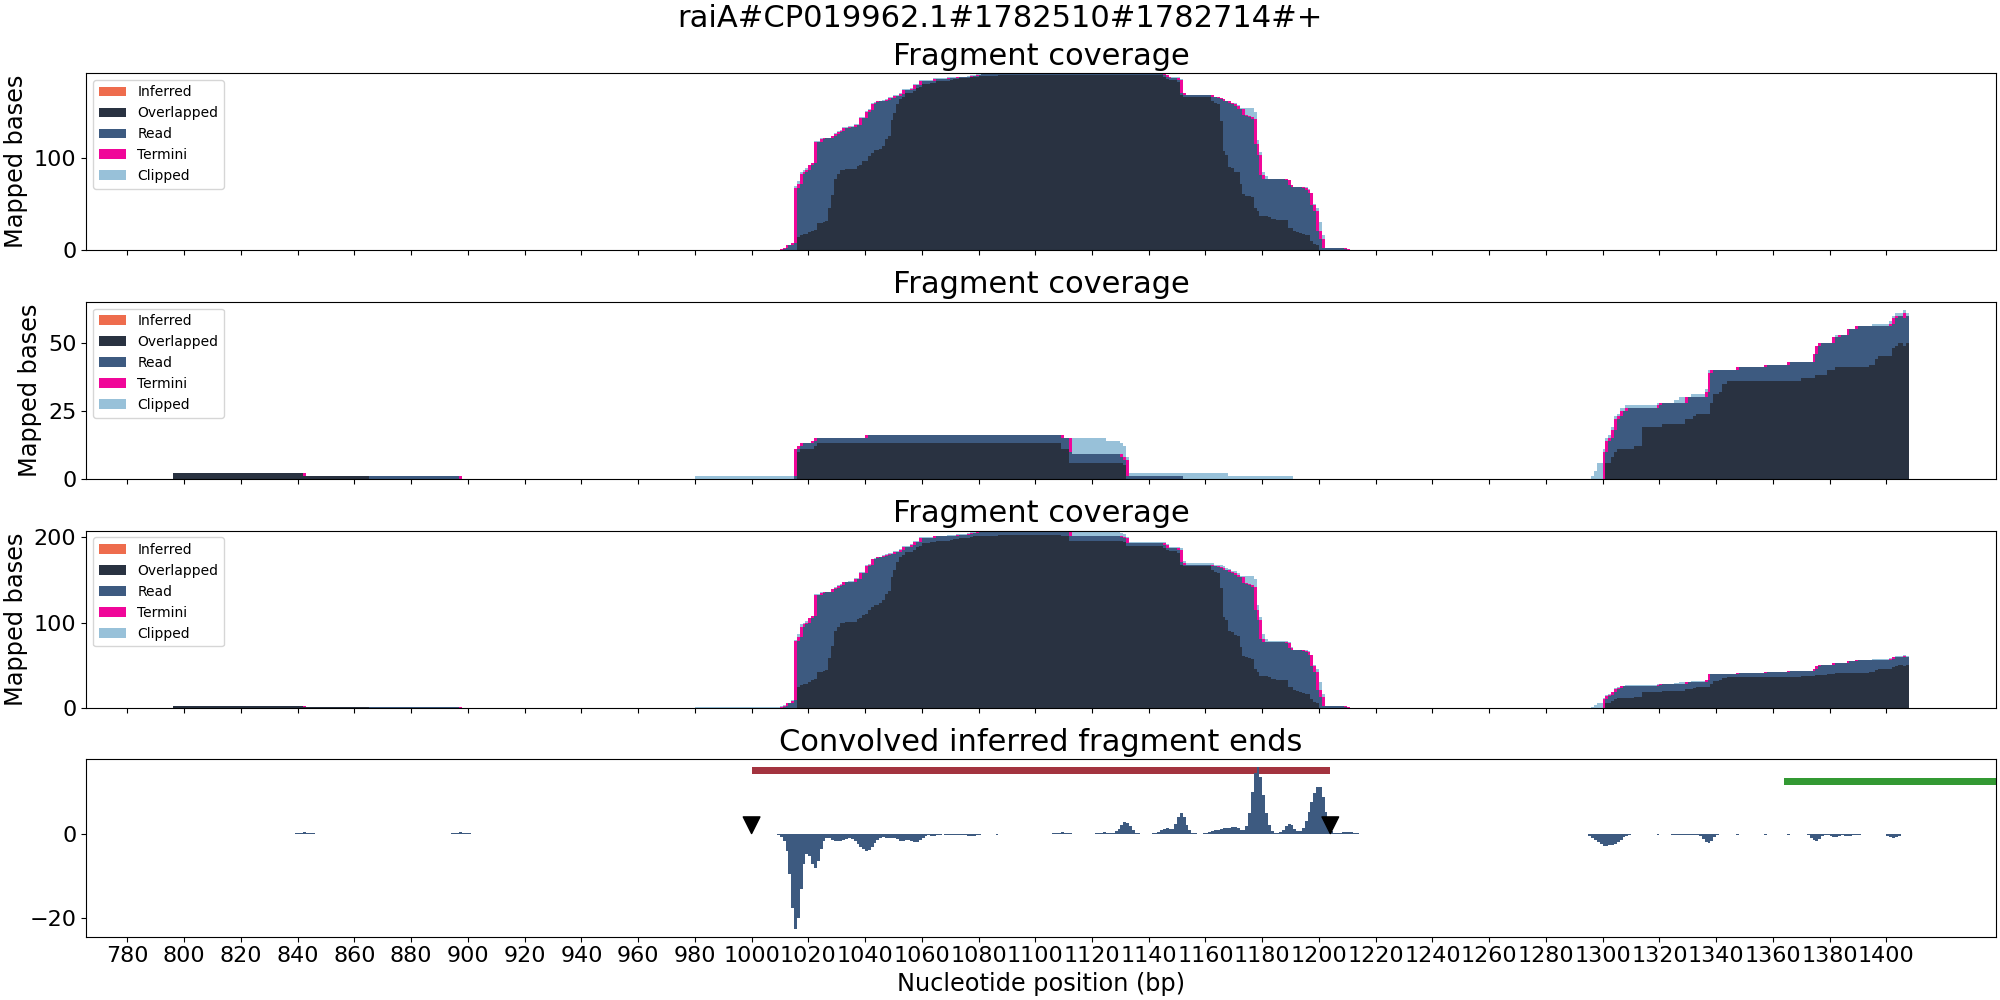 raiA#CP019962.1#1782510#1782714#+
Fragment coverage
Mapped bases
100
0
Inferred
Overlapped
Read
Termini
Clipped
Fragment coverage
Mapped bases
50
25
0
Inferred
Overlapped
Read
Termini
Clipped
Fragment coverage
Mapped bases
200
100
0
Inferred
Overlapped
Read
Termini
Clipped
Convolved inferred fragment ends
0
−20
780 800 820 840 860 880 900 920 940 960 980 1000 1020 1040 1060 1080 1100 1120 1140 1160 1180 1200 1220 1240 1260 1280 1300 1320 1340 1360 1380 1400
Nucleotide position (bp)